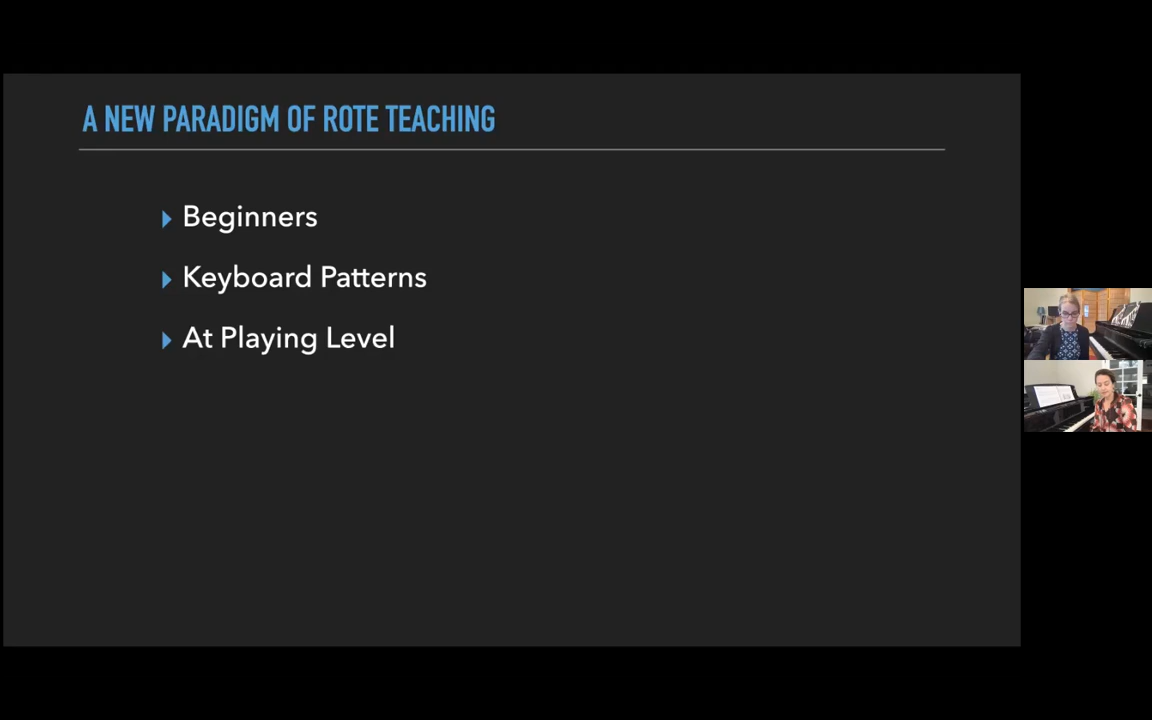 A NEW PARADIGM OF ROTE TEACHING
Beginners
Keyboard Patterns
At Playing Level